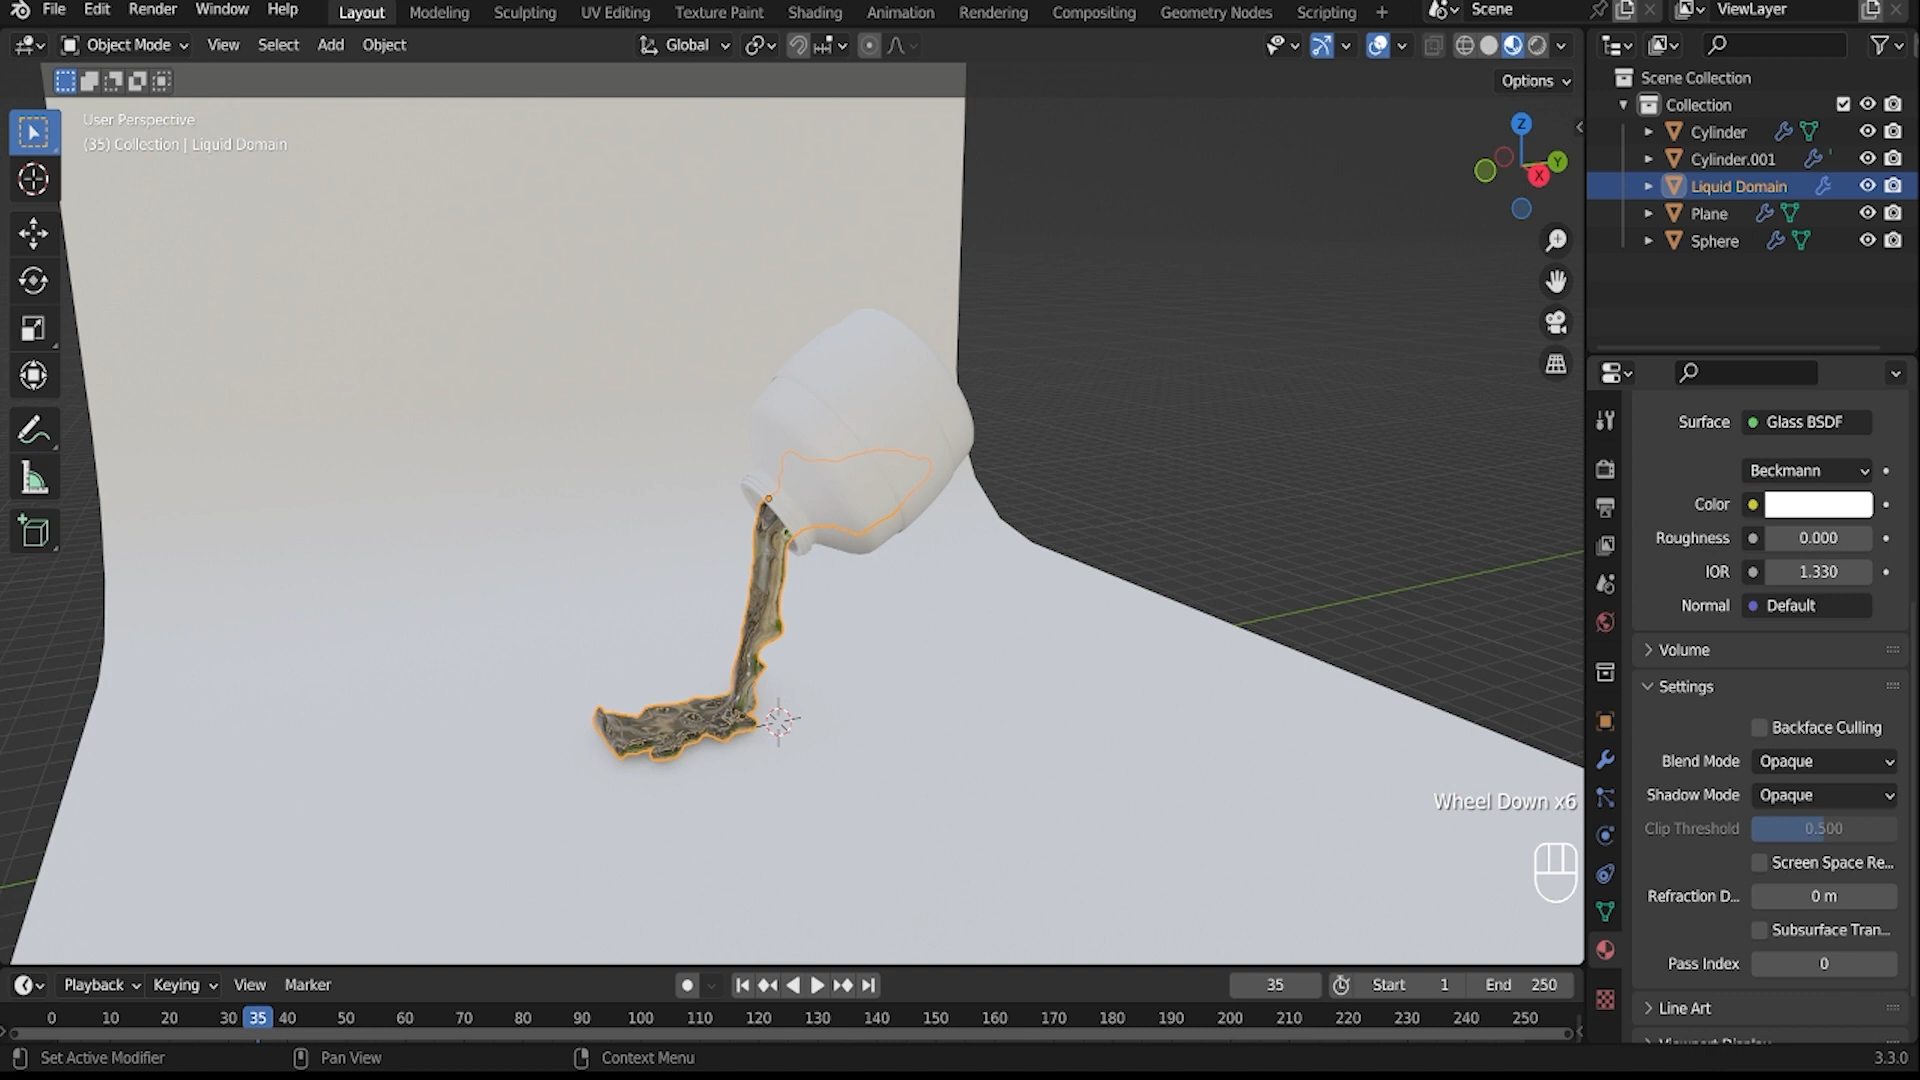 File Edit Render Window Help Layout Modeling Sculpting UV Editing Texture Paint Shading Animation Rendering Compositing Geometry Nodes Scripting + Scene ViewLayer
Object Mode View Select Add Object Global
Options
User Perspective
(35) Collection | Liquid Domain
Z
Y
X
Wheel Down x6
Scene Collection
Collection
Cylinder
Cylinder.001
Liquid Domain
Plane
Sphere
Surface Glass BSDF
Beckmann
Color
Roughness 0.000
IOR 1.330
Normal Default
Volume
Settings
Backface Culling
Blend Mode Opaque
Shadow Mode Opaque
Clip Threshold 0.500
Screen Space Re...
Refraction D... 0 m
Subsurface Tran...
Pass Index 0
Line Art
Viewport Display
Playback Keying View Marker 35 Start 1 End 250
0 10 20 30 35 40 50 60 70 80 90 100 110 120 130 140 150 160 170 180 190 200 210 220 230 240 250
Set Active Modifier Pan View Context Menu 3.3.0